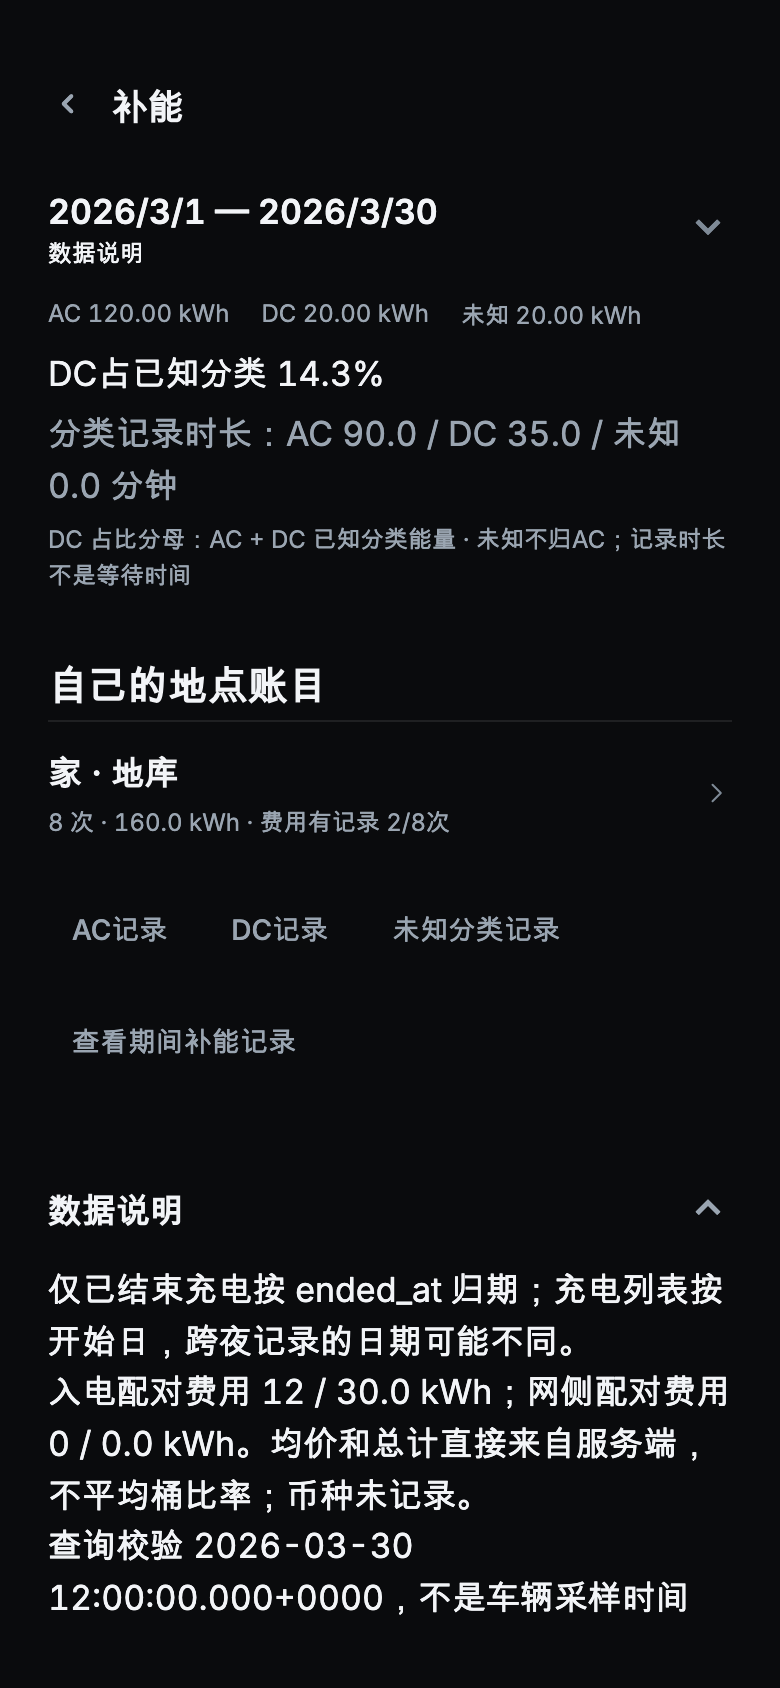 补能
2026/3/1 — 2026/3/30
数据说明
AC 120.00 kWh DC 20.00 kWh 未知 20.00 kWh
DC占已知分类 14.3%
分类记录时长：AC 90.0 / DC 35.0 / 未知
0.0 分钟
DC 占比分母：AC + DC 已知分类能量 · 未知不归AC；记录时长
不是等待时间
自己的地点账目
家 · 地库
8 次 · 160.0 kWh · 费用有记录 2/8次
AC记录 DC记录 未知分类记录
查看期间补能记录
数据说明
仅已结束充电按 ended_at 归期；充电列表按
开始日，跨夜记录的日期可能不同。
入电配对费用 12 / 30.0 kWh；网侧配对费用
0 / 0.0 kWh。均价和总计直接来自服务端，
不平均桶比率；币种未记录。
查询校验 2026-03-30
12:00:00.000+0000，不是车辆采样时间